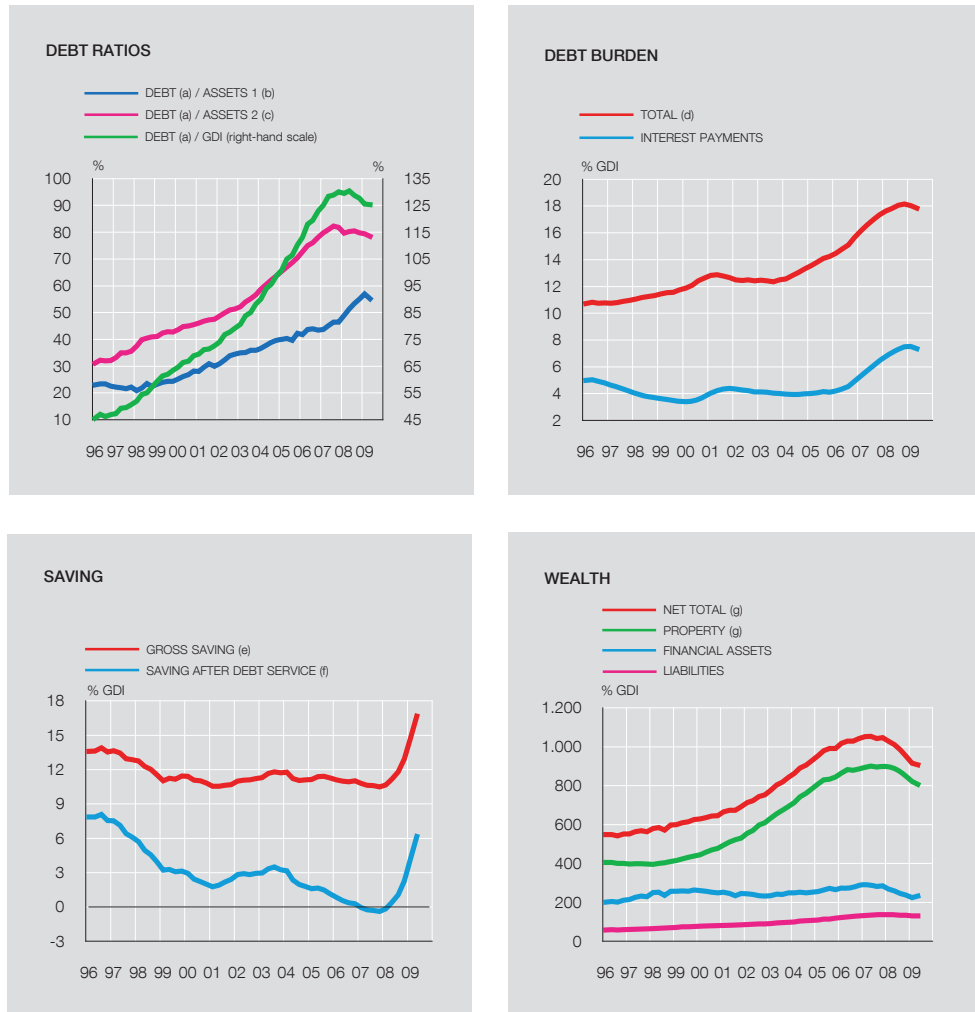 DEBT RATIOS
DEBT (a) / ASSETS 1 (b)
DEBT (a) / ASSETS 2 (c)
DEBT (a) / GDI (right-hand scale)
% %
100 135
90 125
80 115
70 105
60 95
50 85
40 75
30 65
20 55
10 45
96 97 98 99 00 01 02 03 04 05 06 07 08 09
DEBT BURDEN
TOTAL (d)
INTEREST PAYMENTS
% GDI
20
18
16
14
12
10
8
6
4
2
96 97 98 99 00 01 02 03 04 05 06 07 08 09
SAVING
GROSS SAVING (e)
SAVING AFTER DEBT SERVICE (f)
% GDI
18
15
12
9
6
3
0
-3
96 97 98 99 00 01 02 03 04 05 06 07 08 09
WEALTH
NET TOTAL (g)
PROPERTY (g)
FINANCIAL ASSETS
LIABILITIES
% GDI
1.200
1.000
800
600
400
200
0
96 97 98 99 00 01 02 03 04 05 06 07 08 09